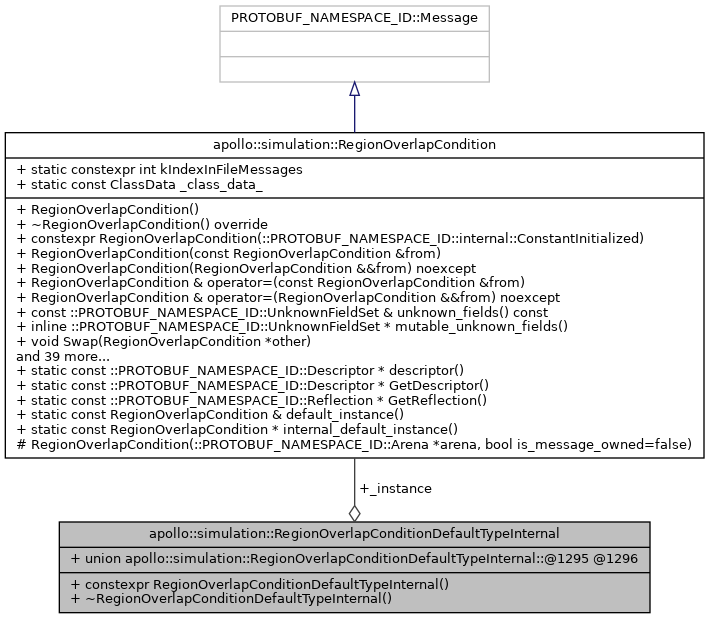 PROTOBUF_NAMESPACE_ID::Message
apollo::simulation::RegionOverlapCondition
+ static constexpr int kIndexInFileMessages
+ static const ClassData _class_data_
+ RegionOverlapCondition()
+ ~RegionOverlapCondition() override
+ constexpr RegionOverlapCondition(::PROTOBUF_NAMESPACE_ID::internal::ConstantInitialized)
+ RegionOverlapCondition(const RegionOverlapCondition &from)
+ RegionOverlapCondition(RegionOverlapCondition &&from) noexcept
+ RegionOverlapCondition & operator=(const RegionOverlapCondition &from)
+ RegionOverlapCondition & operator=(RegionOverlapCondition &&from) noexcept
+ const ::PROTOBUF_NAMESPACE_ID::UnknownFieldSet & unknown_fields() const
+ inline ::PROTOBUF_NAMESPACE_ID::UnknownFieldSet * mutable_unknown_fields()
+ void Swap(RegionOverlapCondition *other)
and 39 more...
+ static const ::PROTOBUF_NAMESPACE_ID::Descriptor * descriptor()
+ static const ::PROTOBUF_NAMESPACE_ID::Descriptor * GetDescriptor()
+ static const ::PROTOBUF_NAMESPACE_ID::Reflection * GetReflection()
+ static const RegionOverlapCondition & default_instance()
+ static const RegionOverlapCondition * internal_default_instance()
# RegionOverlapCondition(::PROTOBUF_NAMESPACE_ID::Arena *arena, bool is_message_owned=false)
+_instance
apollo::simulation::RegionOverlapConditionDefaultTypeInternal
+ union apollo::simulation::RegionOverlapConditionDefaultTypeInternal::@1295 @1296
+ constexpr RegionOverlapConditionDefaultTypeInternal()
+ ~RegionOverlapConditionDefaultTypeInternal()